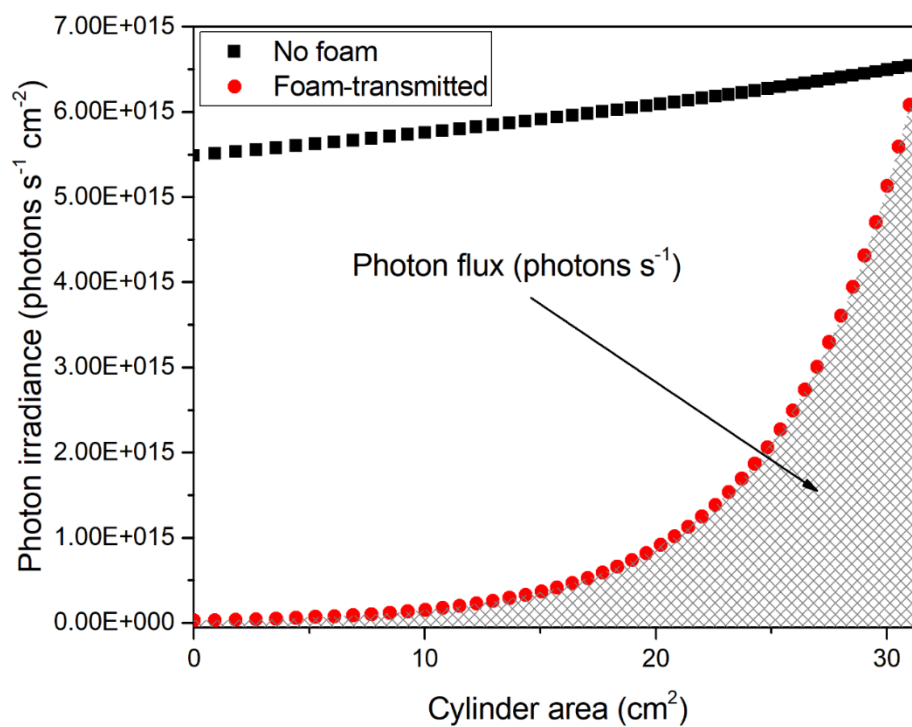 7.00E+015
6.00E+015
5.00E+015
4.00E+015
3.00E+015
2.00E+015
1.00E+015
0.00E+000
Photon irradiance (photons s⁻¹ cm⁻²)
No foam
Foam-transmitted
Photon flux (photons s⁻¹)
0 10 20 30
Cylinder area (cm²)